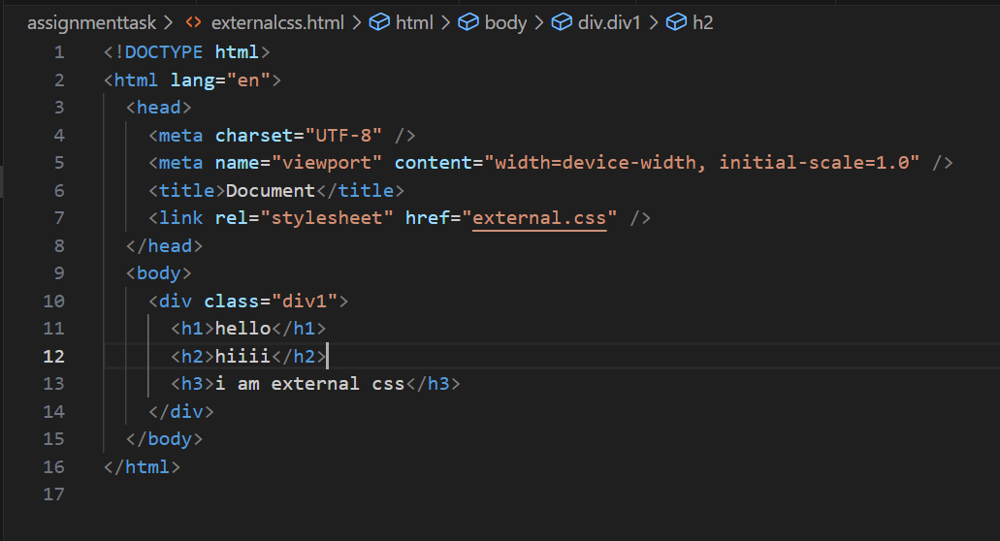 assignmenttask > <> externalcss.html > html > body > div.div1 > h2
1 <!DOCTYPE html>
2 <html lang="en">
3 <head>
4 <meta charset="UTF-8" />
5 <meta name="viewport" content="width=device-width, initial-scale=1.0" />
6 <title>Document</title>
7 <link rel="stylesheet" href="external.css" />
8 </head>
9 <body>
10 <div class="div1">
11 <h1>hello</h1>
12 <h2>hiiii</h2>
13 <h3>i am external css</h3>
14 </div>
15 </body>
16 </html>
17